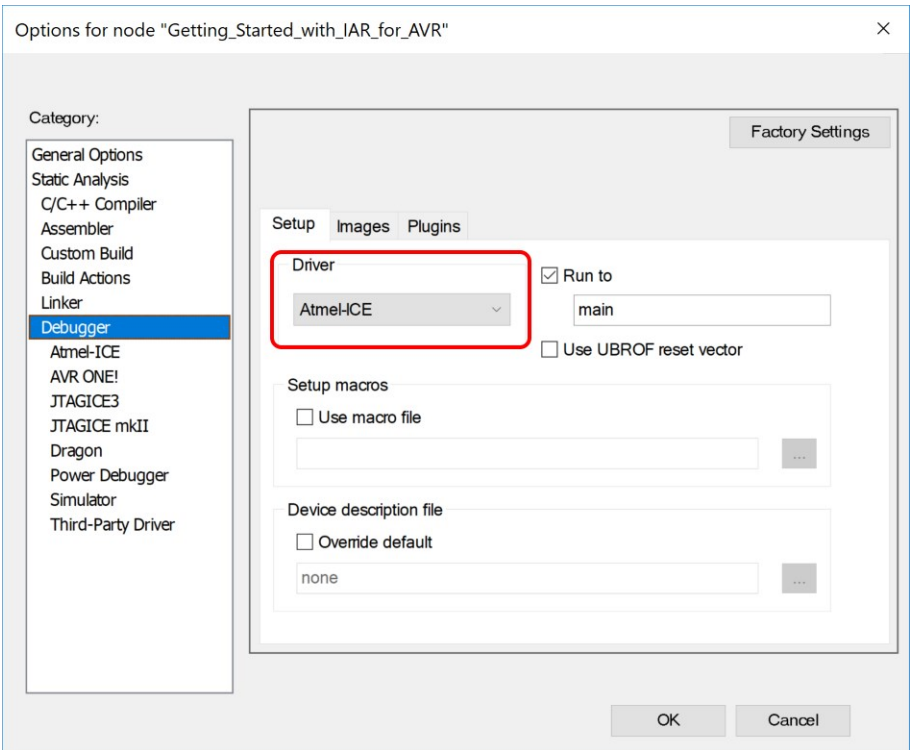 Options for node "Getting_Started_with_IAR_for_AVR"
Category:
General Options
Static Analysis
C/C++ Compiler
Assembler
Custom Build
Build Actions
Linker
Debugger
Atmel-ICE
AVR ONE!
JTAGICE3
JTAGICE mkII
Dragon
Power Debugger
Simulator
Third-Party Driver
Factory Settings
Setup Images Plugins
Driver
Atmel-ICE
Run to
main
Use UBROF reset vector
Setup macros
Use macro file
...
Device description file
Override default
none
...
OK Cancel